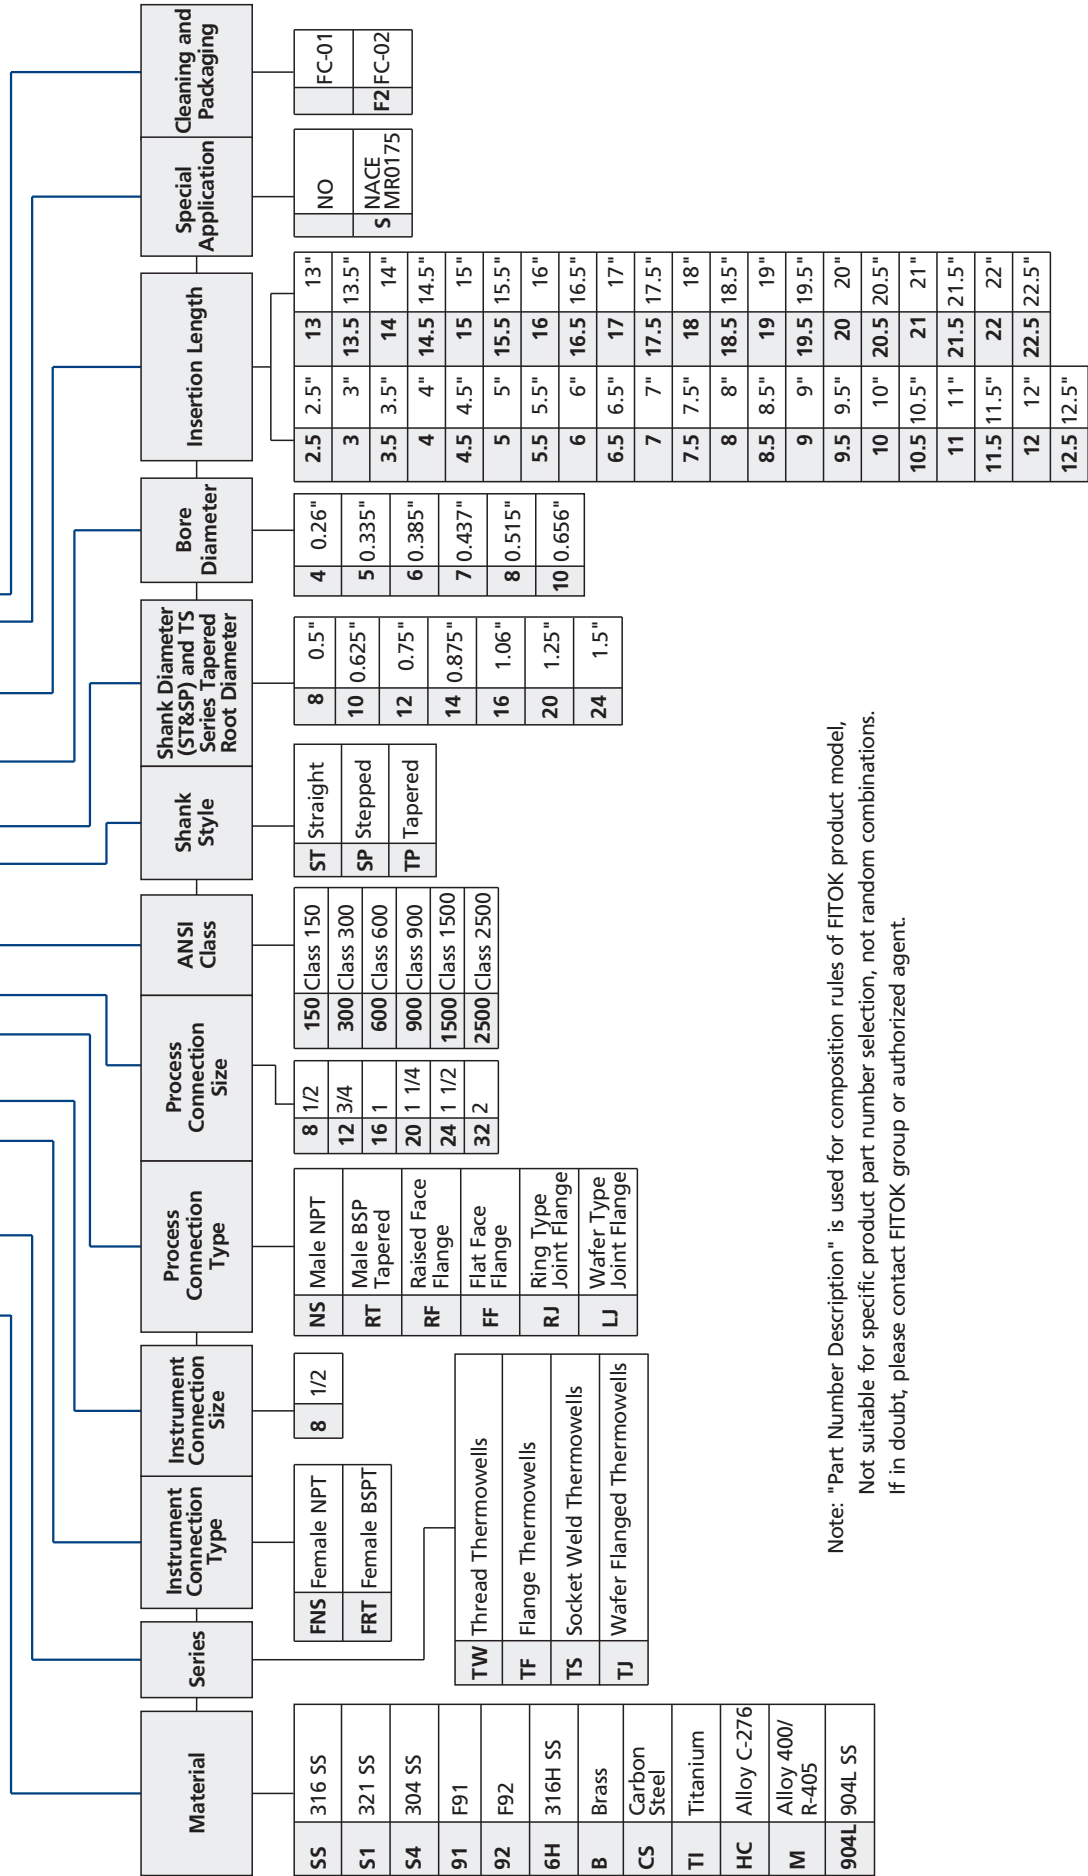 Material
SS 316 SS
S1 321 SS
S4 304 SS
91 F91
92 F92
6H 316H SS
B Brass
CS Carbon
Steel
TI Titanium
HC Alloy C-276
M Alloy 400/
R-405
904L 904L SS
Series
TW Thread Thermowells
TF Flange Thermowells
TS Socket Weld Thermowells
TJ Wafer Flanged Thermowells
Instrument
Connection
Type
FNS Female NPT
FRT Female BSPT
Instrument
Connection
Size
8 1/2
Process
Connection
Type
NS Male NPT
RT Male BSP
Tapered
RF Raised Face
Flange
FF Flat Face
Flange
RJ Ring Type
Joint Flange
LJ Wafer Type
Joint Flange
Process
Connection
Size
8 1/2
12 3/4
16 1
20 1 1/4
24 1 1/2
32 2
ANSI
Class
150 Class 150
300 Class 300
600 Class 600
900 Class 900
1500 Class 1500
2500 Class 2500
Shank
Style
ST Straight
SP Stepped
TP Tapered
Shank Diameter
(ST&SP) and TS
Series Tapered
Root Diameter
8 0.5"
10 0.625"
12 0.75"
14 0.875"
16 1.06"
20 1.25"
24 1.5"
Bore
Diameter
4 0.26"
5 0.335"
6 0.385"
7 0.437"
8 0.515"
10 0.656"
Insertion Length
2.5 2.5" 13 13"
3 3" 13.5 13.5"
3.5 3.5" 14 14"
4 4" 14.5 14.5"
4.5 4.5" 15 15"
5 5" 15.5 15.5"
5.5 5.5" 16 16"
6 6" 16.5 16.5"
6.5 6.5" 17 17"
7 7" 17.5 17.5"
7.5 7.5" 18 18"
8 8" 18.5 18.5"
8.5 8.5" 19 19"
9 9" 19.5 19.5"
9.5 9.5" 20 20"
10 10" 20.5 20.5"
10.5 10.5" 21 21"
11 11" 21.5 21.5"
11.5 11.5" 22 22"
12 12" 22.5 22.5"
12.5 12.5"
Special
Application
NO
S NACE
MR0175
Cleaning and
Packaging
FC-01
F2 FC-02
Note: "Part Number Description" is used for composition rules of FITOK product model,
Not suitable for specific product part number selection, not random combinations.
If in doubt, please contact FITOK group or authorized agent.